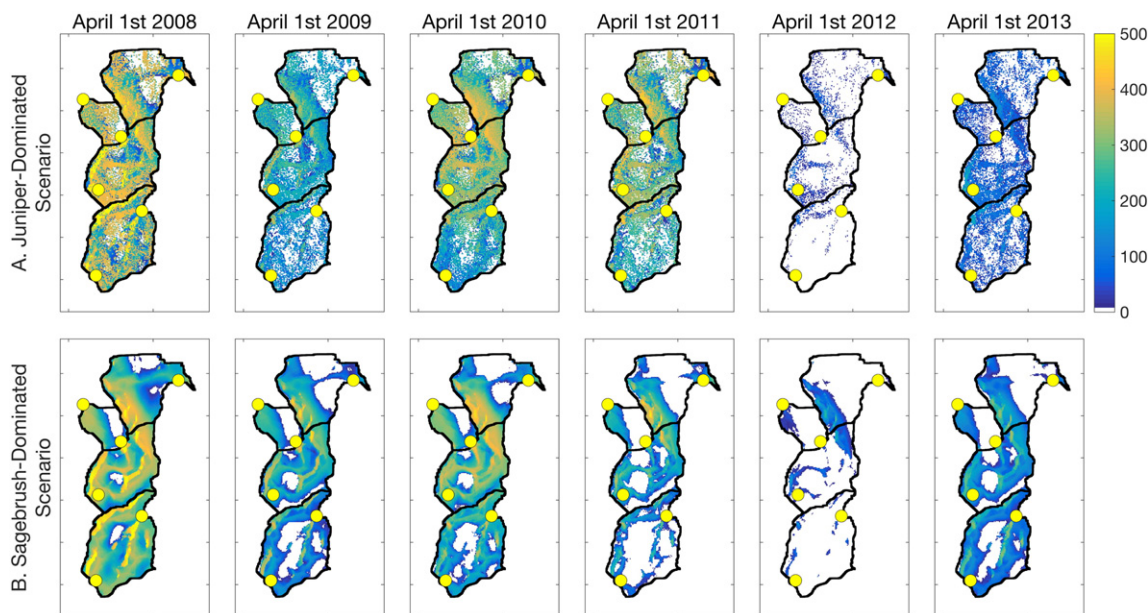 April 1st 2008
April 1st 2009
April 1st 2010
April 1st 2011
April 1st 2012
April 1st 2013
A. Juniper-Dominated
Scenario
500
400
300
200
100
0
B. Sagebrush-Dominated
Scenario